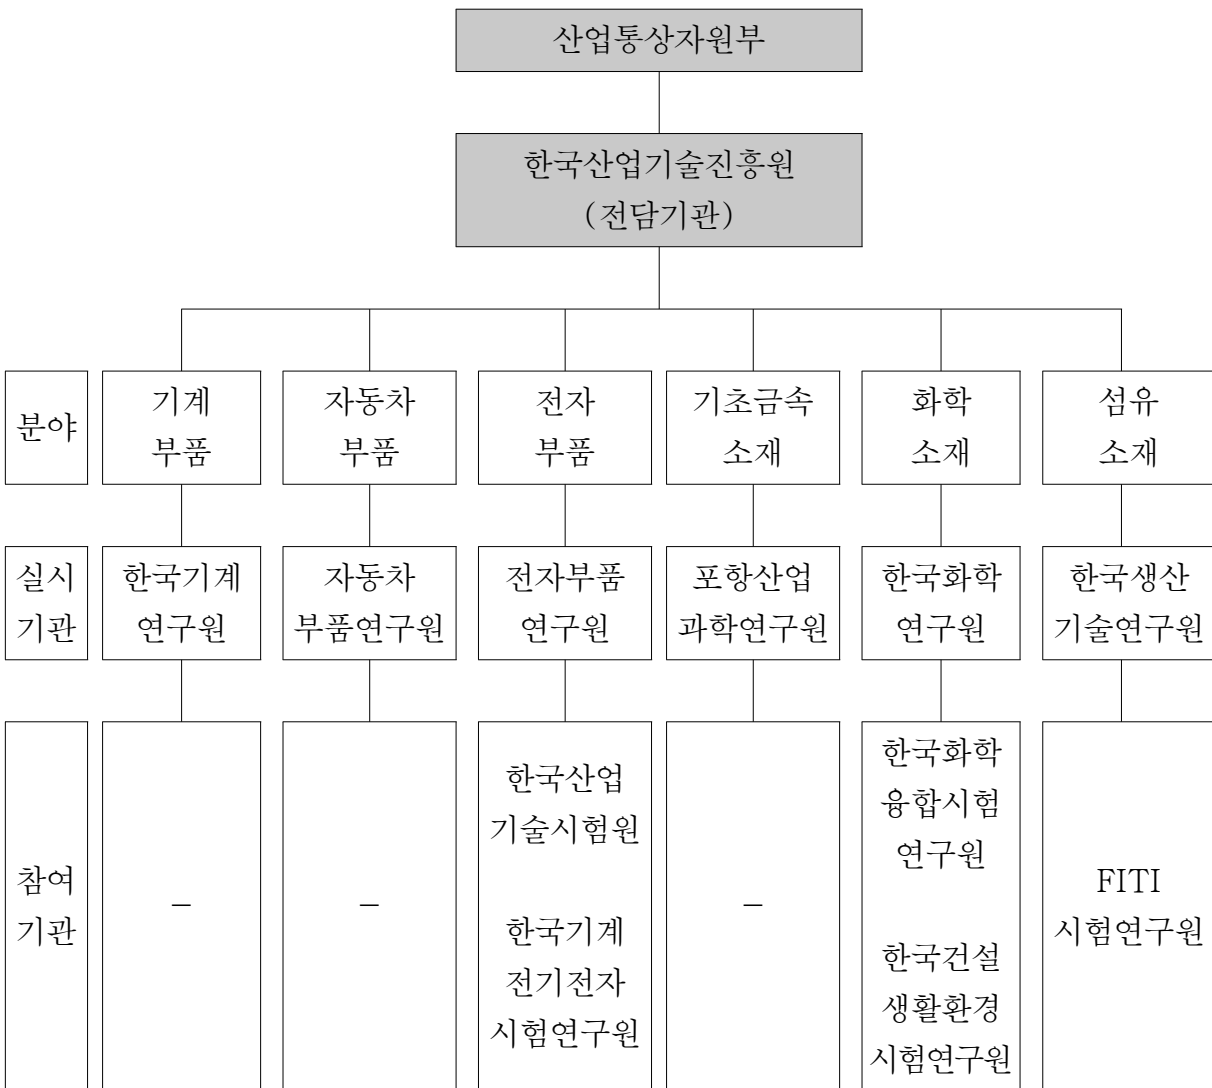 산업통상자원부
한국산업기술진흥원
(전담기관)
분야
기계
부품
자동차
부품
전자
부품
기초금속
소재
화학
소재
섬유
소재
실시
기관
한국기계
연구원
자동차
부품연구원
전자부품
연구원
포항산업
과학연구원
한국화학
연구원
한국생산
기술연구원
참여
기관
–
–
한국산업
기술시험원
한국기계
전기전자
시험연구원
–
한국화학
융합시험
연구원
한국건설
생활환경
시험연구원
FITI
시험연구원